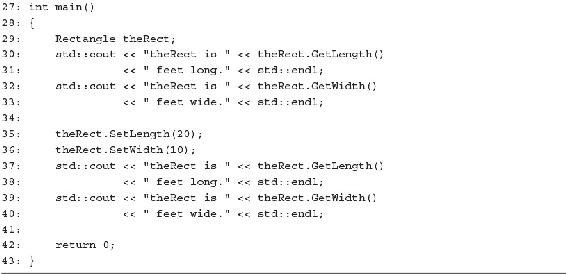 27: int main()
28: {
29:     Rectangle theRect;
30:     std::cout << "theRect is " << theRect.GetLength()
31:               << " feet long." << std::endl;
32:     std::cout << "theRect is " << theRect.GetWidth()
33:               << " feet wide." << std::endl;
34:
35:     theRect.SetLength(20);
36:     theRect.SetWidth(10);
37:     std::cout << "theRect is " << theRect.GetLength()
38:               << " feet long." << std::endl;
39:     std::cout << "theRect is " << theRect.GetWidth()
40:               << " feet wide." << std::endl;
41:
42:     return 0;
43: }